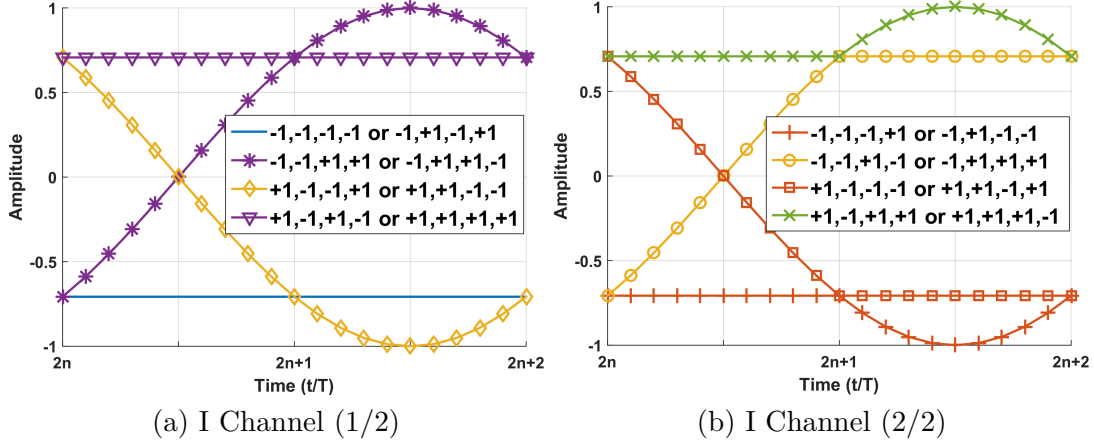 1
0.5
0
-0.5
-1
Amplitude
-1,-1,-1,-1 or -1,+1,-1,+1
-1,-1,+1,+1 or -1,+1,+1,-1
+1,-1,-1,+1 or +1,+1,-1,-1
+1,-1,+1,-1 or +1,+1,+1,+1
2n
2n+1
2n+2
Time (t/T)
(a) I Channel (1/2)
1
0.5
0
-0.5
-1
Amplitude
-1,-1,-1,+1 or -1,+1,-1,-1
-1,-1,+1,-1 or -1,+1,+1,+1
+1,-1,-1,-1 or +1,+1,-1,+1
+1,-1,+1,+1 or +1,+1,+1,-1
2n
2n+1
2n+2
Time (t/T)
(b) I Channel (2/2)